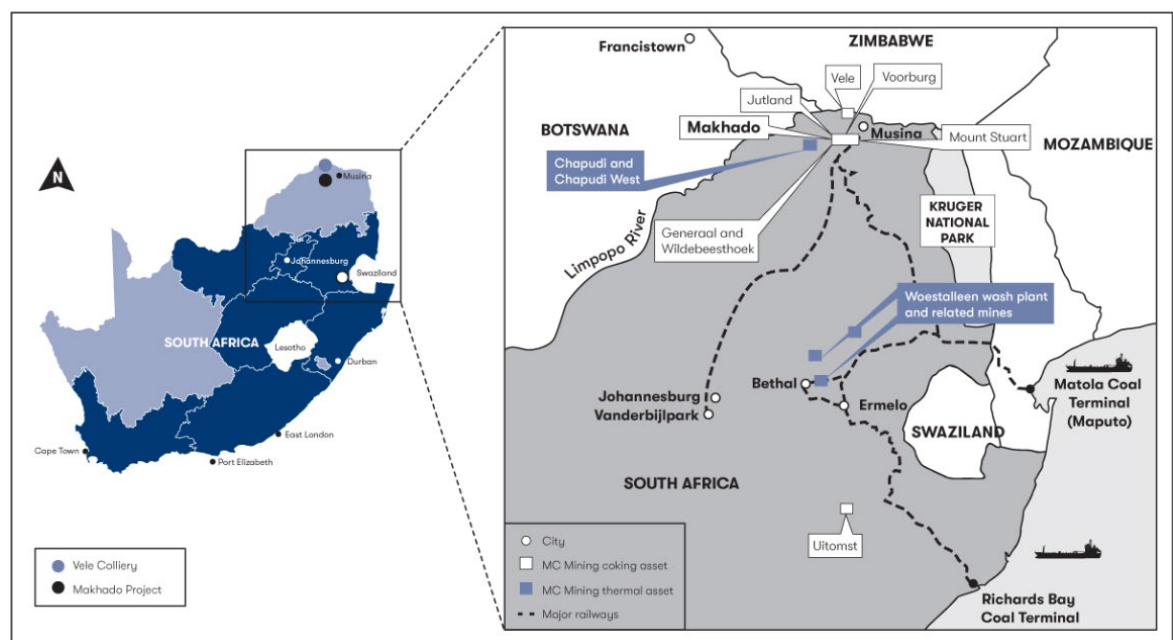 N
Musina
Johannesburg
Swaziland
SOUTH AFRICA
Lesotho
Durban
East London
Cape Town
Port Elizabeth
Vele Colliery
Makhado Project
Francistown
ZIMBABWE
Vele
Voorburg
Jutland
BOTSWANA
Makhado
Musina
Mount Stuart
MOZAMBIQUE
Chapudi and
Chapudi West
KRUGER
NATIONAL
PARK
Limpopo River
Generaal and
Wildebeesthoek
Woestalleen wash plant
and related mines
Bethal
Johannesburg
Vanderbijlpark
Ermelo
Matola Coal
Terminal
(Maputo)
SWAZILAND
SOUTH AFRICA
Uitomst
City
MC Mining coking asset
MC Mining thermal asset
Major railways
Richards Bay
Coal Terminal